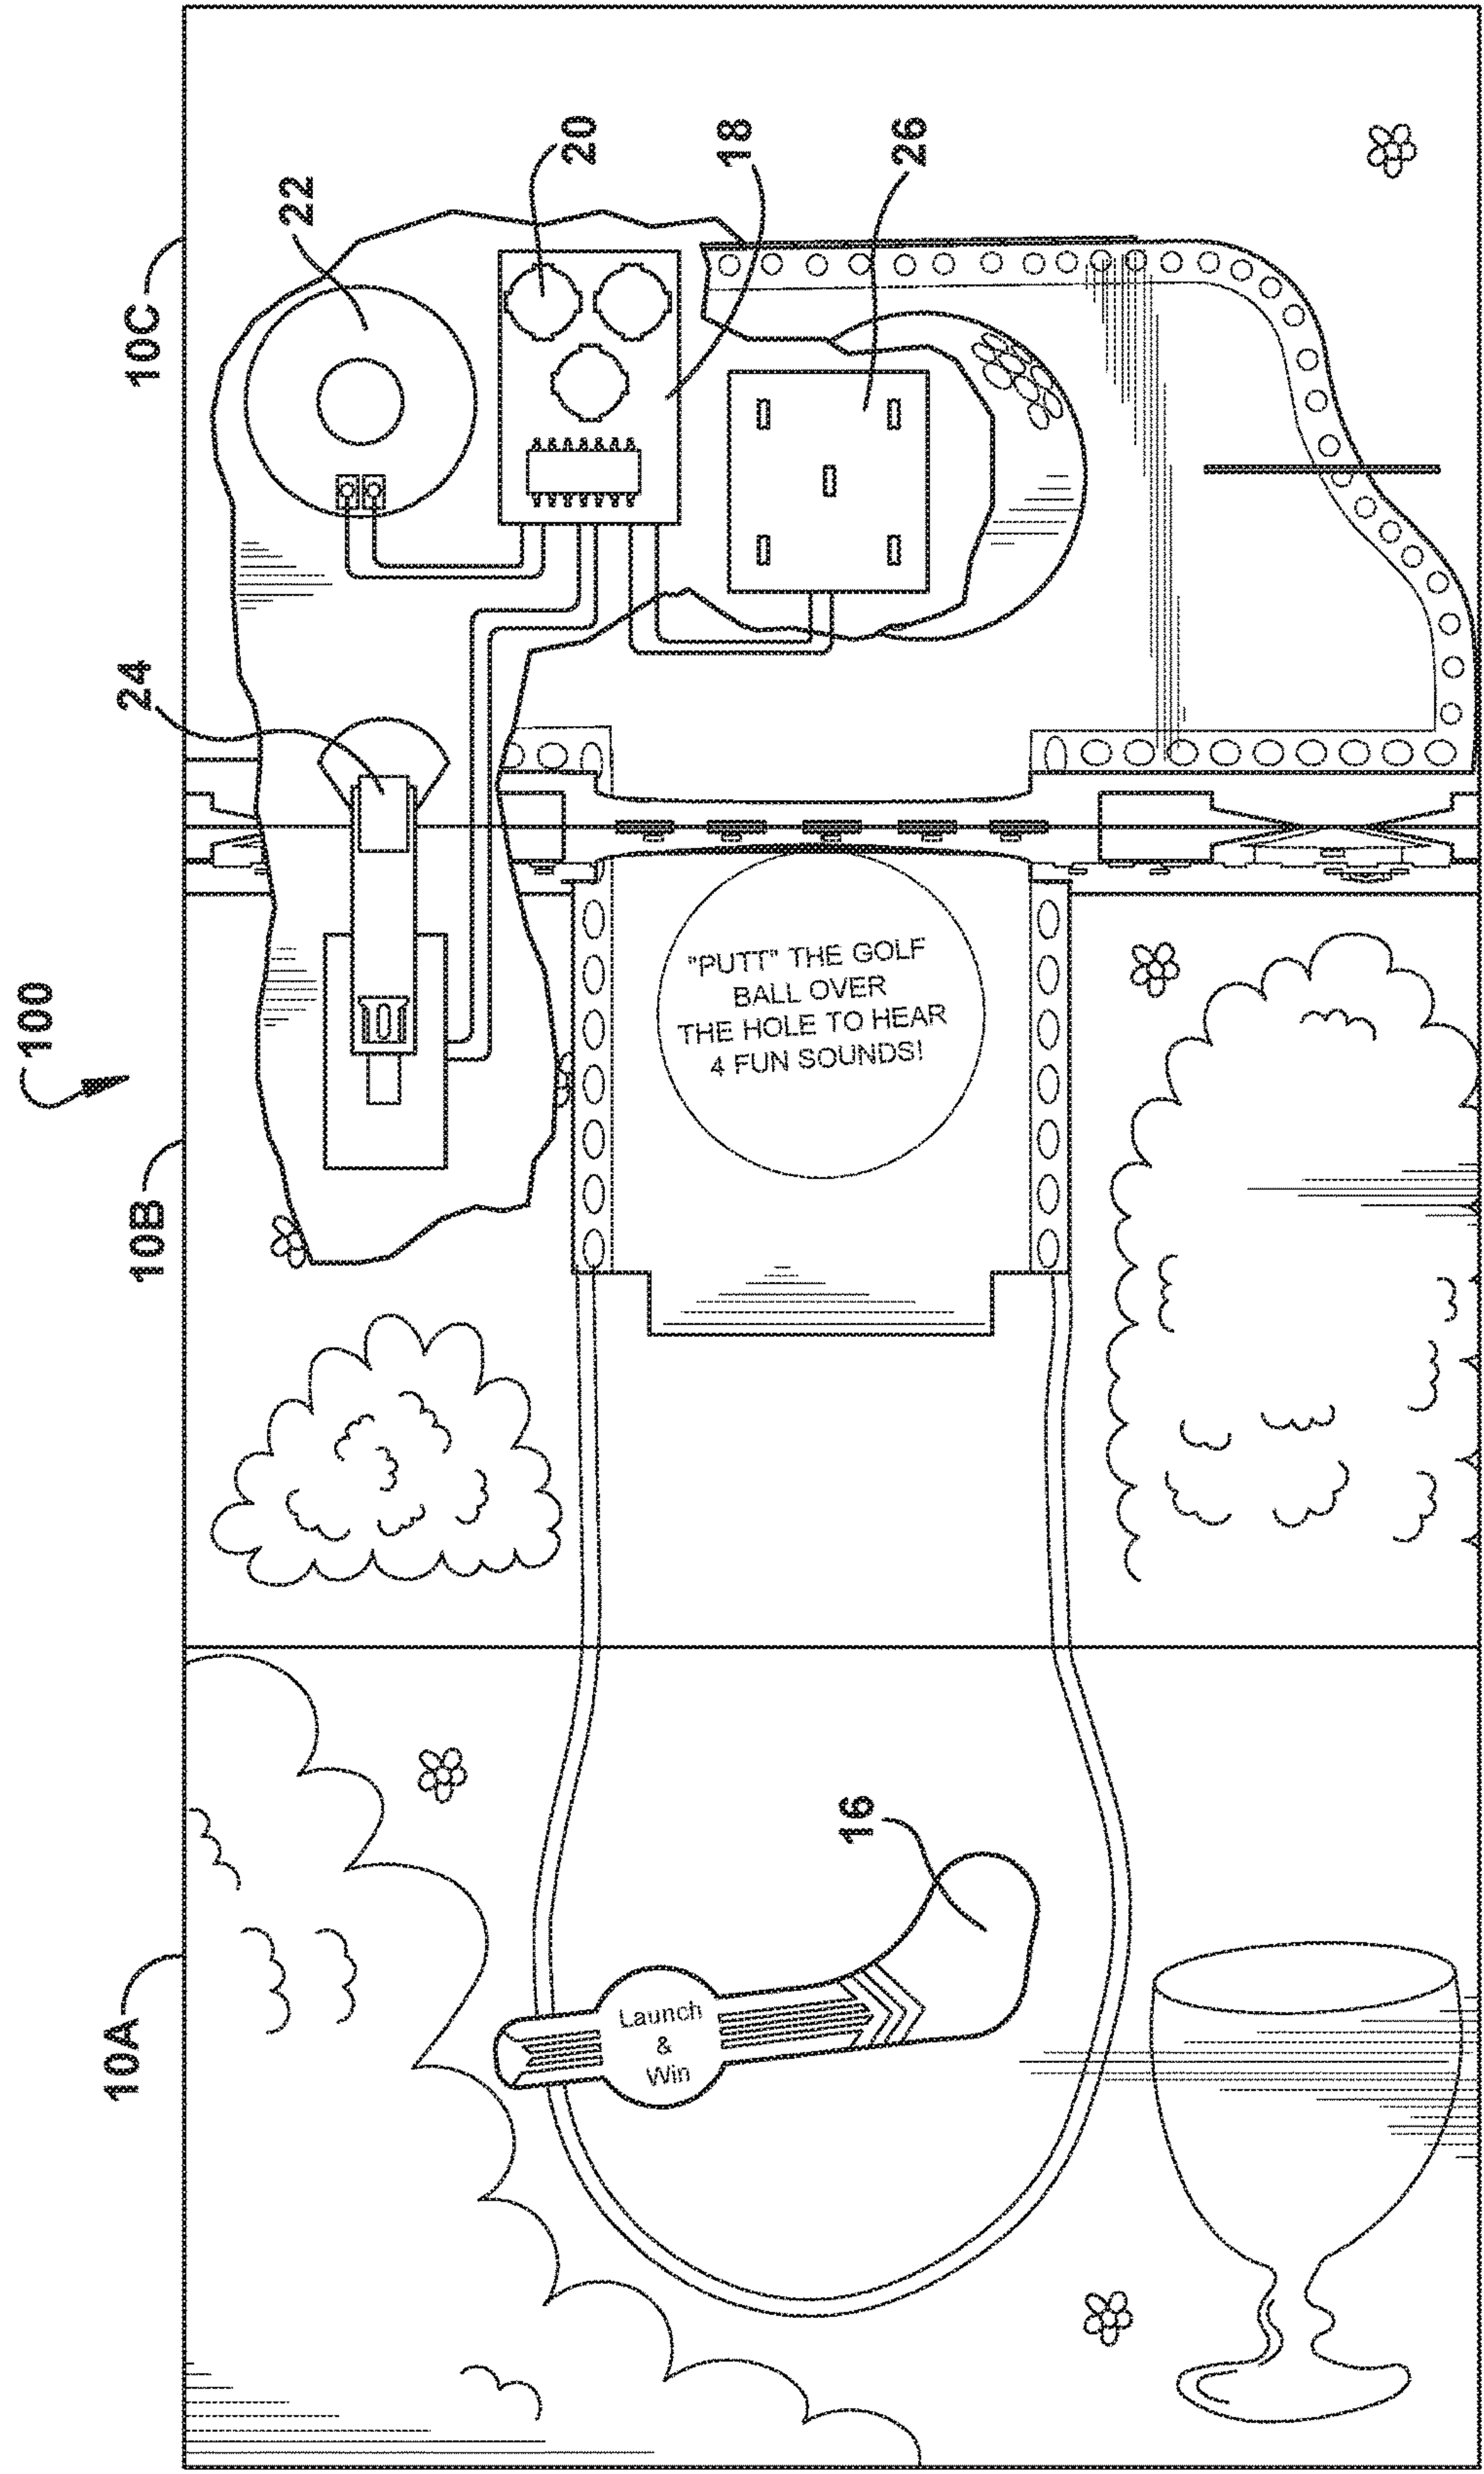 100
10A
10B
10C
22
20
18
26
24
"PUTT" THE GOLF
BALL OVER
THE HOLE TO HEAR
4 FUN SOUNDS!
16
Launch
&
Win